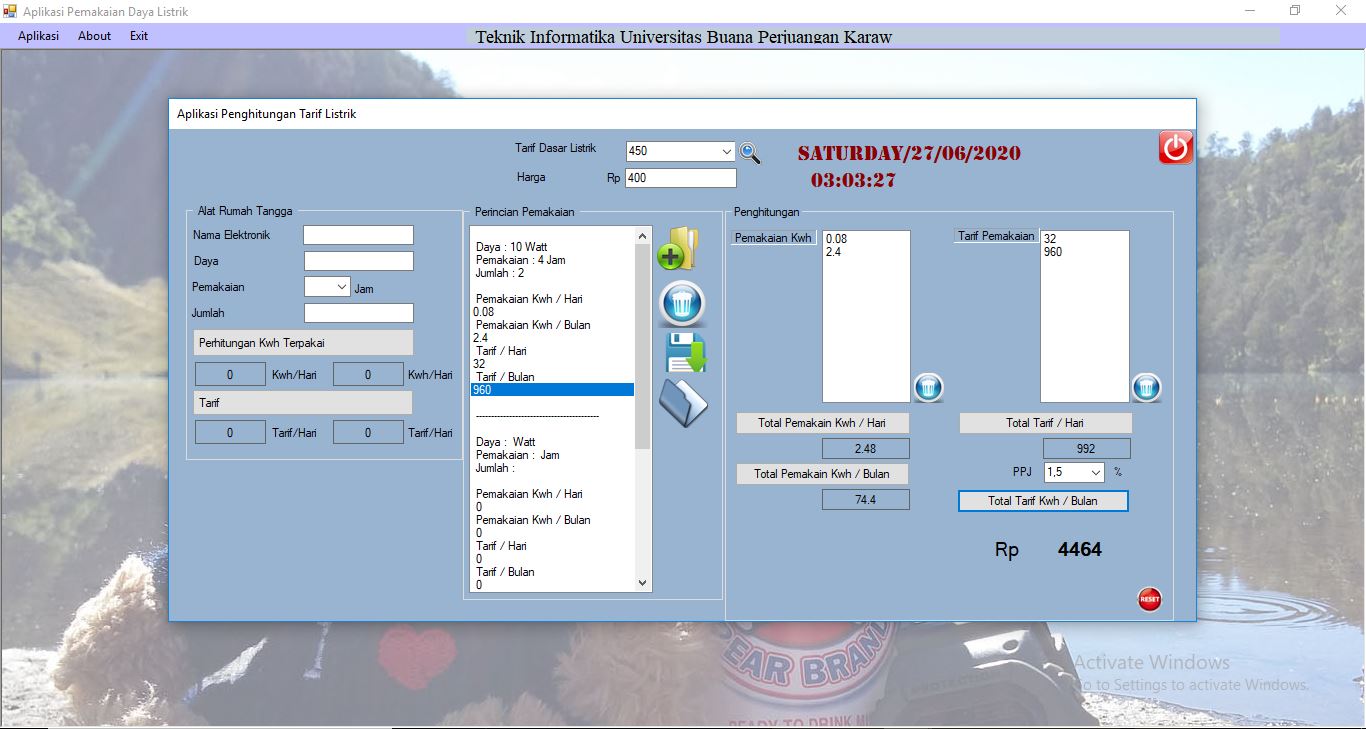 Aplikasi Pemakaian Daya Listrik
Aplikasi About Exit
Teknik Informatika Universitas Buana Perjuangan Karaw
Aplikasi Penghitungan Tarif Listrik
Tarif Dasar Listrik 450
Harga Rp 400
SATURDAY/27/06/2020
03:03:27
Alat Rumah Tangga
Nama Elektronik
Daya
Pemakaian Jam
Jumlah
Perhitungan Kwh Terpakai
0 Kwh/Hari 0 Kwh/Hari
Tarif
0 Tarif/Hari 0 Tarif/Hari
Perincian Pemakaian
Daya : 10 Watt
Pemakaian : 4 Jam
Jumlah : 2
Pemakaian Kwh / Hari
0.08
Pemakaian Kwh / Bulan
2.4
Tarif / Hari
32
Tarif / Bulan
960
----------------------------------------
Daya : Watt
Pemakaian : Jam
Jumlah :
Pemakaian Kwh / Hari
0
Pemakaian Kwh / Bulan
0
Tarif / Hari
0
Tarif / Bulan
0
Penghitungan
Pemakaian Kwh
0.08
2.4
Total Pemakain Kwh / Hari
2.48
Total Pemakain Kwh / Bulan
74.4
Tarif Pemakaian
32
960
Total Tarif / Hari
992
PPJ 1,5 %
Total Tarif Kwh / Bulan
Rp 4464
RESET
EAR BRAND
READY TO DRINK
Activate Windows
o to Settings to activate Windows.